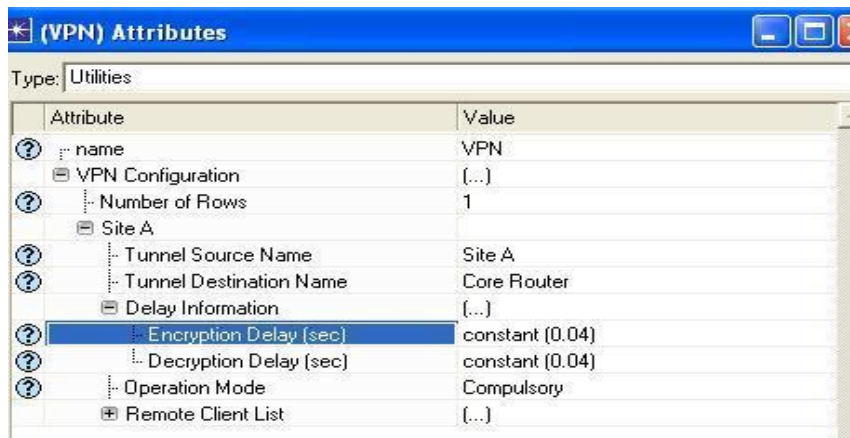 (VPN) Attributes
Type: Utilities
Attribute Value
name VPN
VPN Configuration (...)
Number of Rows 1
Site A
Tunnel Source Name Site A
Tunnel Destination Name Core Router
Delay Information (...)
Encryption Delay (sec) constant (0.04)
Decryption Delay (sec) constant (0.04)
Operation Mode Compulsory
Remote Client List (...)